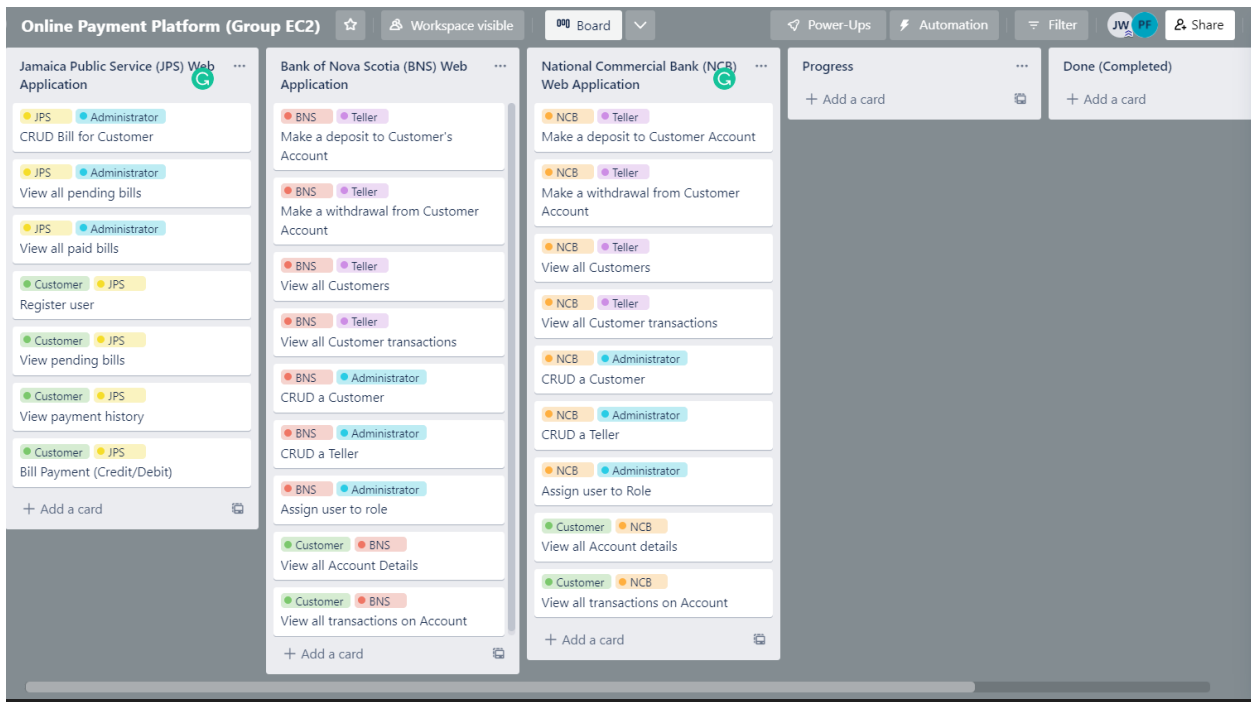 Online Payment Platform (Group EC2)
Workspace visible
Board
Power-Ups
Automation
Filter
JW
PF
Share
Jamaica Public Service (JPS) Web
Application
JPS Administrator
CRUD Bill for Customer
JPS Administrator
View all pending bills
JPS Administrator
View all paid bills
Customer JPS
Register user
Customer JPS
View pending bills
Customer JPS
View payment history
Customer JPS
Bill Payment (Credit/Debit)
+ Add a card
Bank of Nova Scotia (BNS) Web
Application
BNS Teller
Make a deposit to Customer's
Account
BNS Teller
Make a withdrawal from Customer
Account
BNS Teller
View all Customers
BNS Teller
View all Customer transactions
BNS Administrator
CRUD a Customer
BNS Administrator
CRUD a Teller
BNS Administrator
Assign user to role
Customer BNS
View all Account Details
Customer BNS
View all transactions on Account
+ Add a card
National Commercial Bank (NCB)
Web Application
NCB Teller
Make a deposit to Customer Account
NCB Teller
Make a withdrawal from Customer
Account
NCB Teller
View all Customers
NCB Teller
View all Customer transactions
NCB Administrator
CRUD a Customer
NCB Administrator
CRUD a Teller
NCB Administrator
Assign user to Role
Customer NCB
View all Account details
Customer NCB
View all transactions on Account
+ Add a card
Progress
+ Add a card
Done (Completed)
+ Add a card